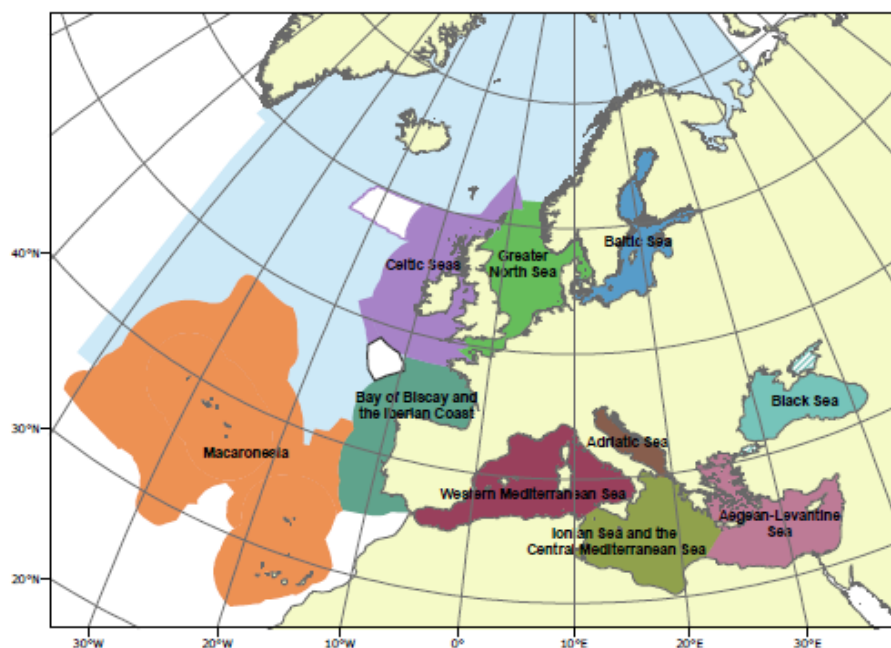 Celtic Seas
Greater
North Sea
Baltic Sea
40°N
Bay of Biscay and
the Iberian Coast
Black Sea
30°N
Macaronesia
Adriatic Sea
Western Mediterranean Sea
Aegean-Levantine
Sea
Ionian Sea and the
Central Mediterranean Sea
20°N
30°W
20°W
10°W
0°
10°E
20°E
30°E